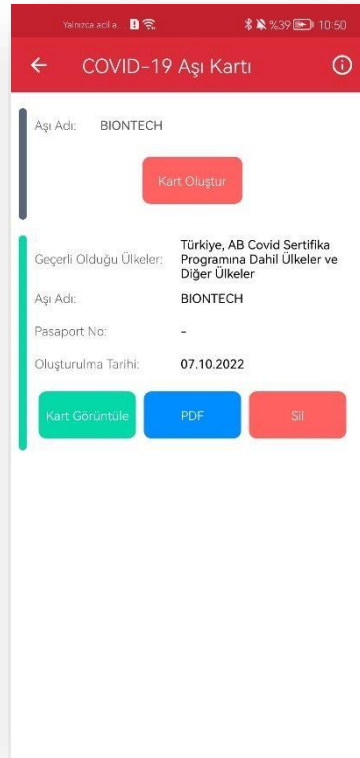 Yalnızca acil a. %39 10:50
COVID-19 Aşı Kartı
Aşı Adı: BIONTECH
Kart Oluştur
Geçerli Olduğu Ülkeler: Türkiye, AB Covid Sertifika
Programına Dahil Ülkeler ve
Diğer Ülkeler
Aşı Adı: BIONTECH
Pasaport No: -
Oluşturulma Tarihi: 07.10.2022
Kart Görüntüle PDF Sil